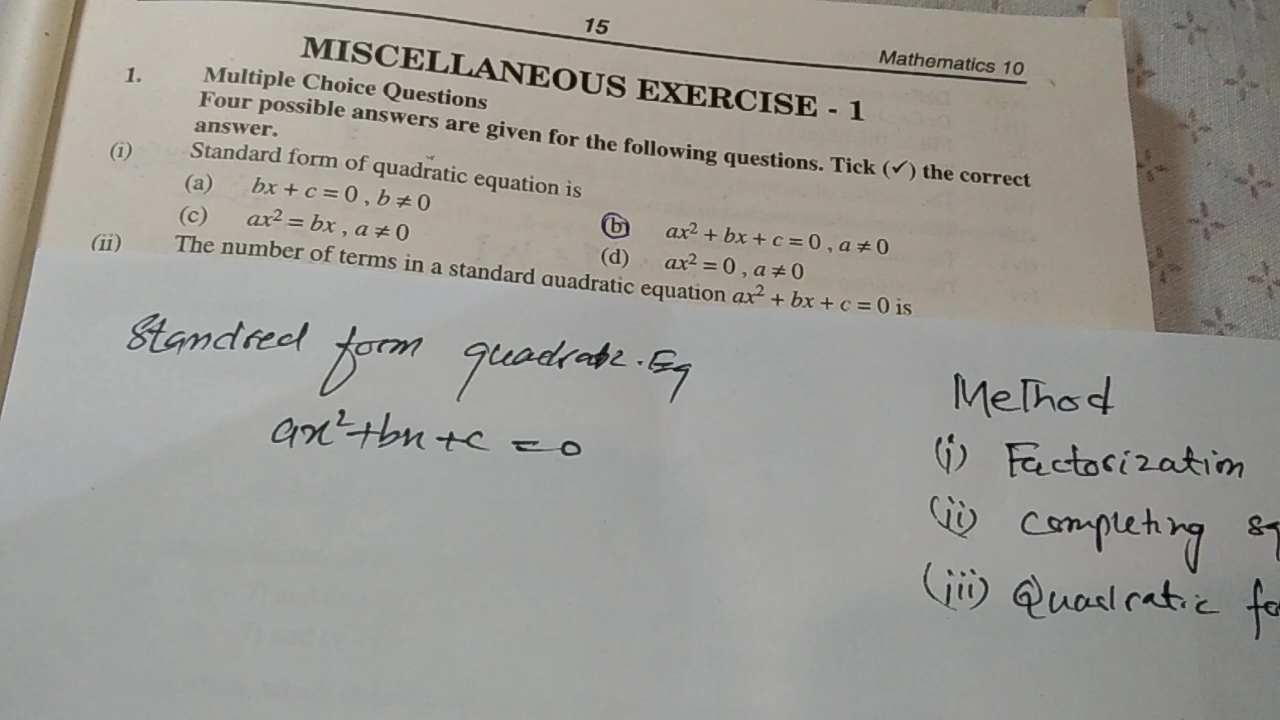 15
Mathematics 10
MISCELLANEOUS EXERCISE - 1
1. Multiple Choice Questions
Four possible answers are given for the following questions. Tick (✓) the correct
answer.
(i) Standard form of quadratic equation is
(a) bx + c = 0 , b ≠ 0
(b) ax² + bx + c = 0 , a ≠ 0
(c) ax² = bx , a ≠ 0
(d) ax² = 0 , a ≠ 0
(ii) The number of terms in a standard quadratic equation ax² + bx + c = 0 is
Standred form quadratc. Eq
ax²+bx+c = 0
Method
(i) Factorization
(ii) completing sq
(iii) Quadratic fo